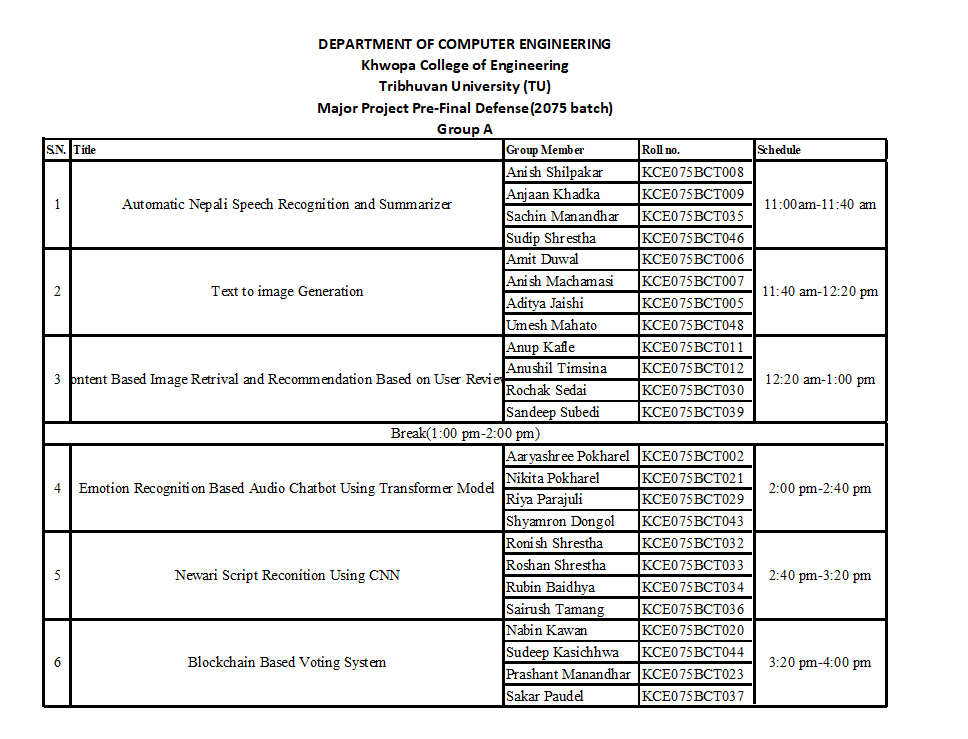 DEPARTMENT OF COMPUTER ENGINEERING
Khwopa College of Engineering
Tribhuvan University (TU)
Major Project Pre-Final Defense(2075 batch)
Group A
S.N. Title Group Member Roll no. Schedule
1 Automatic Nepali Speech Recognition and Summarizer 11:00am-11:40 am
Anish Shilpakar KCE075BCT008
Anjaan Khadka KCE075BCT009
Sachin Manandhar KCE075BCT035
Sudip Shrestha KCE075BCT046
2 Text to image Generation 11:40 am-12:20 pm
Amit Duwal KCE075BCT006
Anish Machamasi KCE075BCT007
Aditya Jaishi KCE075BCT005
Umesh Mahato KCE075BCT048
3 ontent Based Image Retrival and Recommendation Based on User Revie 12:20 am-1:00 pm
Anup Kafle KCE075BCT011
Anushil Timsina KCE075BCT012
Rochak Sedai KCE075BCT030
Sandeep Subedi KCE075BCT039
Break(1:00 pm-2:00 pm)
4 Emotion Recognition Based Audio Chatbot Using Transformer Model 2:00 pm-2:40 pm
Aaryashree Pokharel KCE075BCT002
Nikita Pokharel KCE075BCT021
Riya Parajuli KCE075BCT029
Shyamron Dongol KCE075BCT043
5 Newari Script Reconition Using CNN 2:40 pm-3:20 pm
Ronish Shrestha KCE075BCT032
Roshan Shrestha KCE075BCT033
Rubin Baidhya KCE075BCT034
Sairush Tamang KCE075BCT036
6 Blockchain Based Voting System 3:20 pm-4:00 pm
Nabin Kawan KCE075BCT020
Sudeep Kasichhwa KCE075BCT044
Prashant Manandhar KCE075BCT023
Sakar Paudel KCE075BCT037